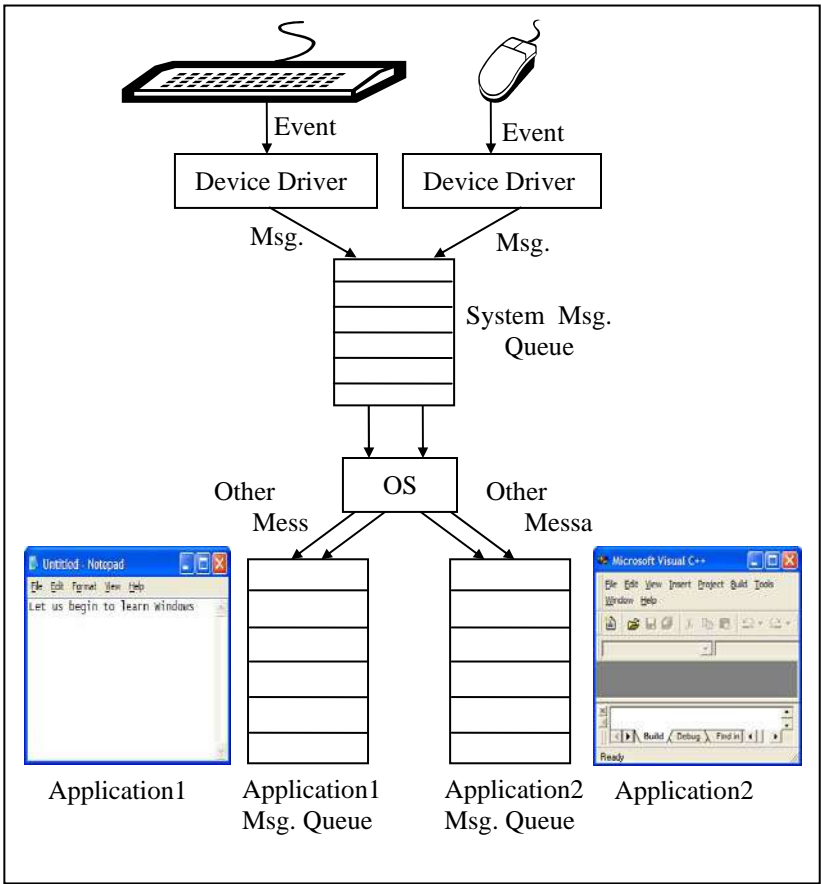 Event
Event
Device Driver
Device Driver
Msg.
Msg.
System Msg.
Queue
OS
Other
Mess
Other
Messa
Untitled - Notepad
File Edit Format View Help
Let us begin to learn Windows
Microsoft Visual C++
File Edit View Insert Project Build Tools
Window Help
Build
Debug
Find in
Ready
Application1
Application1
Msg. Queue
Application2
Msg. Queue
Application2